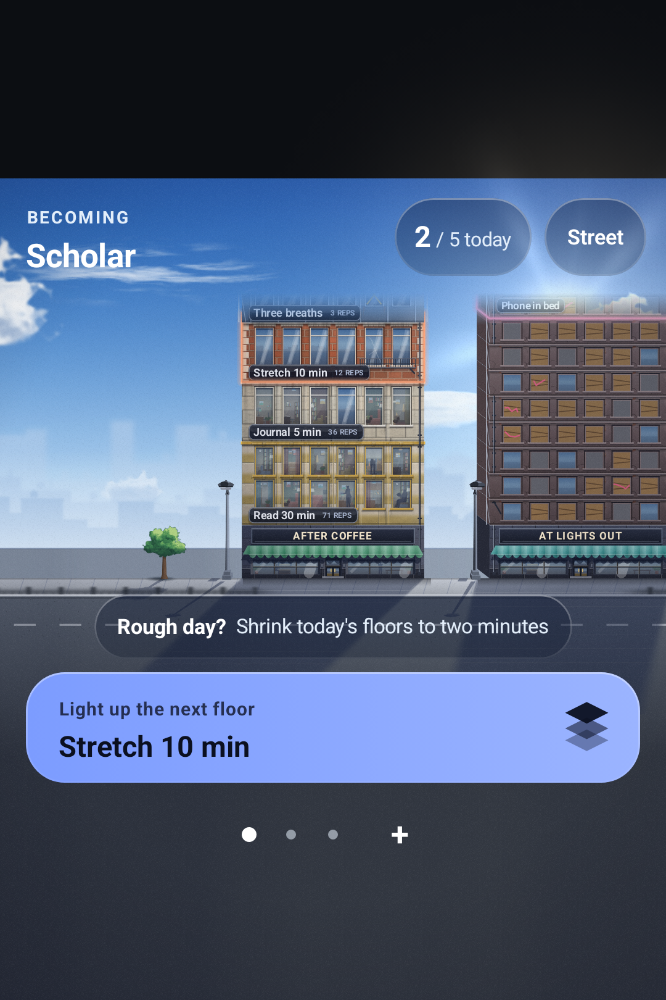 BECOMING
Scholar
2 / 5 today
Street
Three breaths 3 REPS
Phone in bed
Stretch 10 min 12 REPS
Journal 5 min 36 REPS
Read 30 min 71 REPS
AFTER COFFEE
AT LIGHTS OUT
Rough day? Shrink today's floors to two minutes
Light up the next floor
Stretch 10 min
+